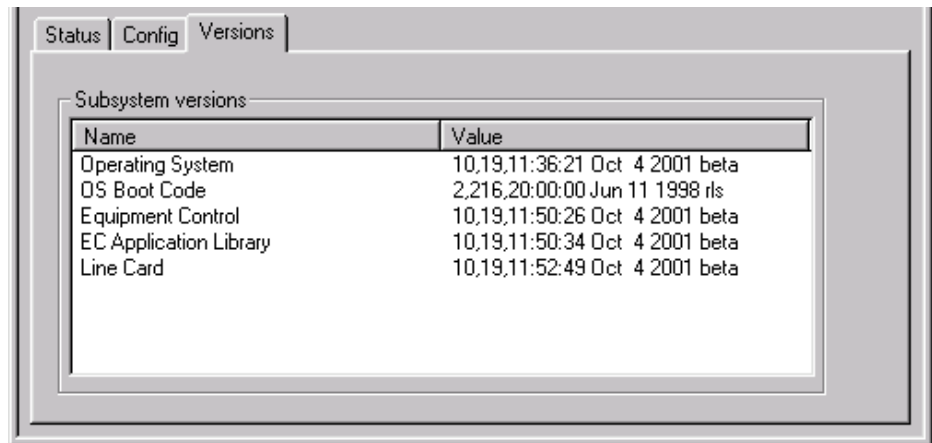 Status Config Versions
Subsystem versions
Name Value
Operating System 10,19,11:36:21 Oct  4 2001 beta
OS Boot Code 2,216,20:00:00 Jun 11 1998 rls
Equipment Control 10,19,11:50:26 Oct  4 2001 beta
EC Application Library 10,19,11:50:34 Oct  4 2001 beta
Line Card 10,19,11:52:49 Oct  4 2001 beta